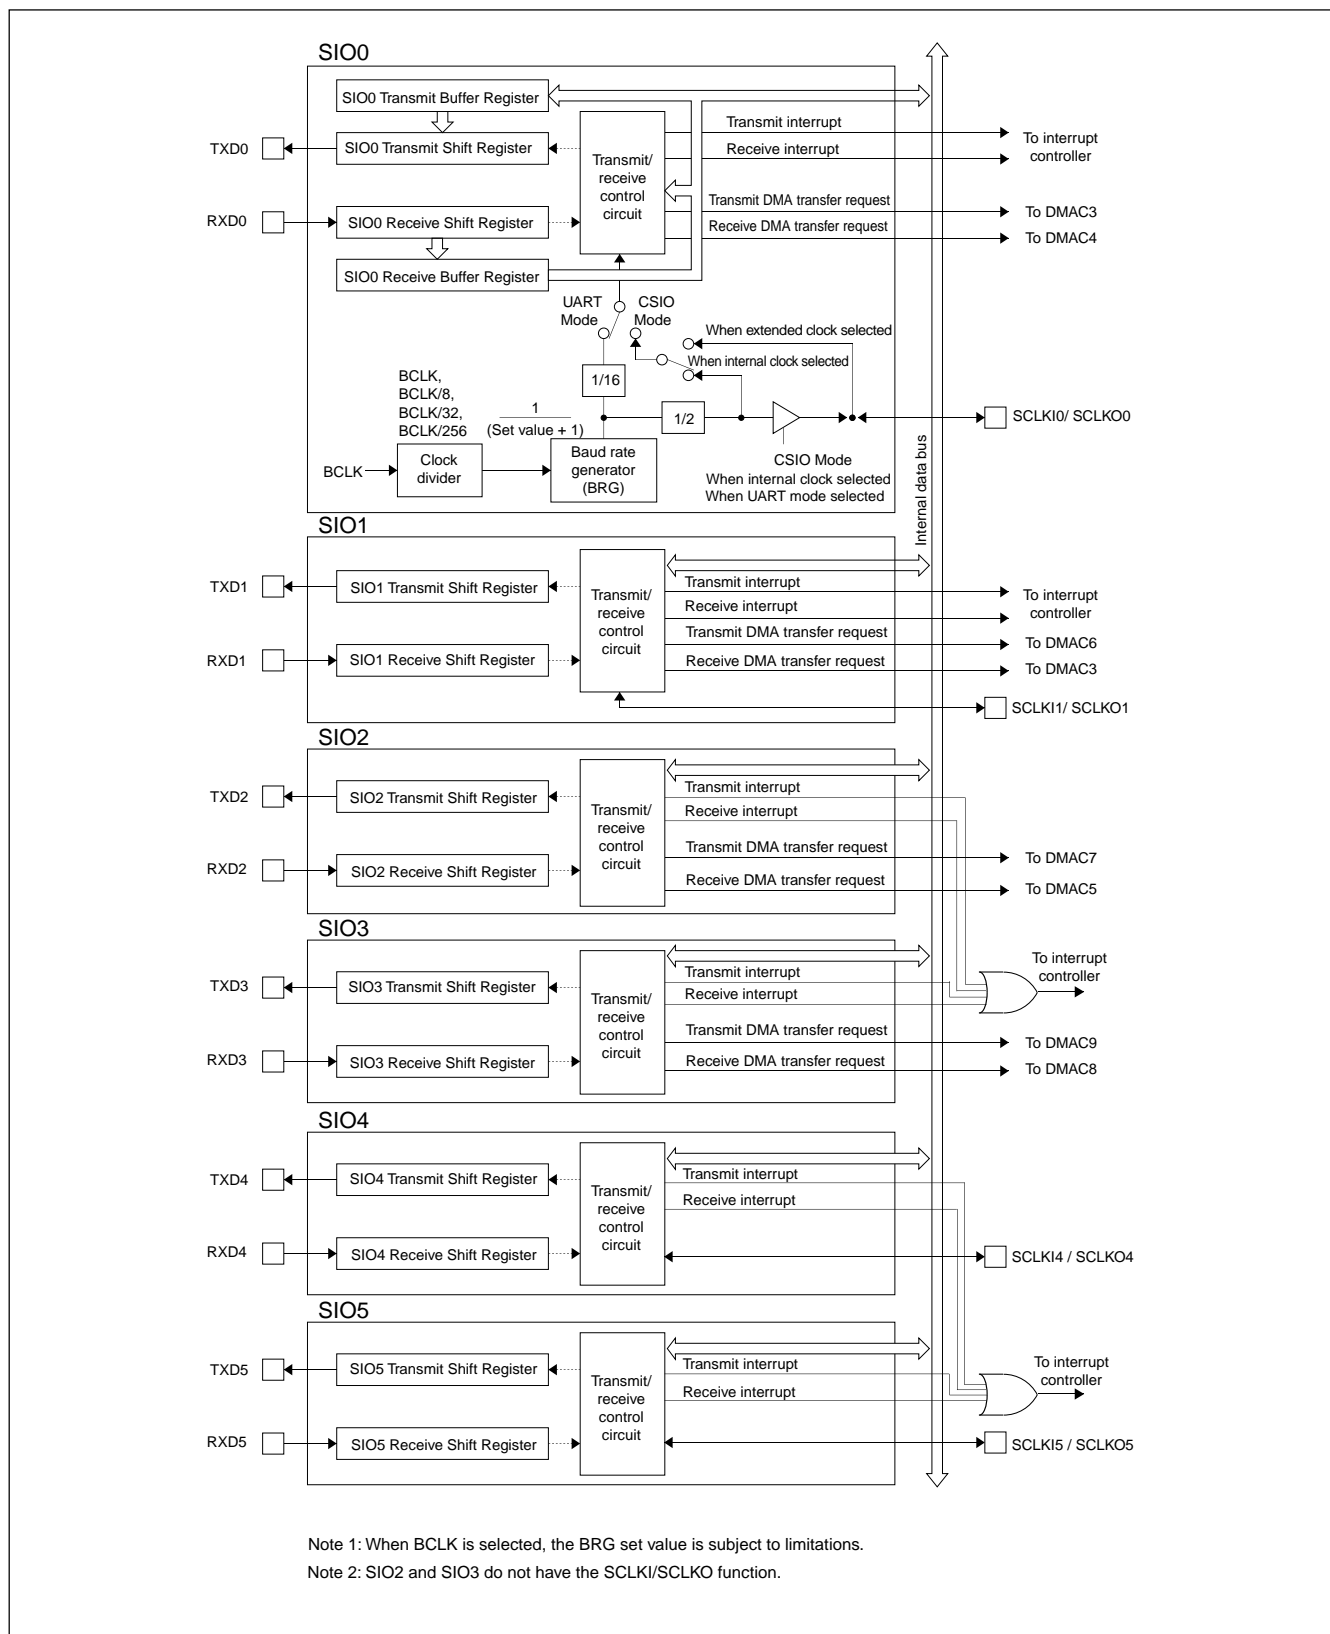 SIO0
SIO0 Transmit Buffer Register
TXD0
SIO0 Transmit Shift Register
RXD0
SIO0 Receive Shift Register
SIO0 Receive Buffer Register
Transmit/
receive
control
circuit
Transmit interrupt
Receive interrupt
To interrupt
controller
Transmit DMA transfer request
To DMAC3
Receive DMA transfer request
To DMAC4
UART
Mode
CSIO
Mode
When extended clock selected
When internal clock selected
1/16
BCLK,
BCLK/8,
BCLK/32,
BCLK/256
1
(Set value + 1)
1/2
SCLKI0/ SCLKO0
BCLK
Clock
divider
Baud rate
generator
(BRG)
CSIO Mode
When internal clock selected
When UART mode selected
Internal data bus
SIO1
TXD1
SIO1 Transmit Shift Register
RXD1
SIO1 Receive Shift Register
Transmit/
receive
control
circuit
Transmit interrupt
Receive interrupt
To interrupt
controller
Transmit DMA transfer request
To DMAC6
Receive DMA transfer request
To DMAC3
SCLKI1/ SCLKO1
SIO2
TXD2
SIO2 Transmit Shift Register
RXD2
SIO2 Receive Shift Register
Transmit/
receive
control
circuit
Transmit interrupt
Receive interrupt
Transmit DMA transfer request
To DMAC7
Receive DMA transfer request
To DMAC5
SIO3
TXD3
SIO3 Transmit Shift Register
RXD3
SIO3 Receive Shift Register
Transmit/
receive
control
circuit
Transmit interrupt
Receive interrupt
To interrupt
controller
Transmit DMA transfer request
To DMAC9
Receive DMA transfer request
To DMAC8
SIO4
TXD4
SIO4 Transmit Shift Register
RXD4
SIO4 Receive Shift Register
Transmit/
receive
control
circuit
Transmit interrupt
Receive interrupt
SCLKI4 / SCLKO4
SIO5
TXD5
SIO5 Transmit Shift Register
RXD5
SIO5 Receive Shift Register
Transmit/
receive
control
circuit
Transmit interrupt
Receive interrupt
To interrupt
controller
SCLKI5 / SCLKO5
Note 1: When BCLK is selected, the BRG set value is subject to limitations.
Note 2: SIO2 and SIO3 do not have the SCLKI/SCLKO function.